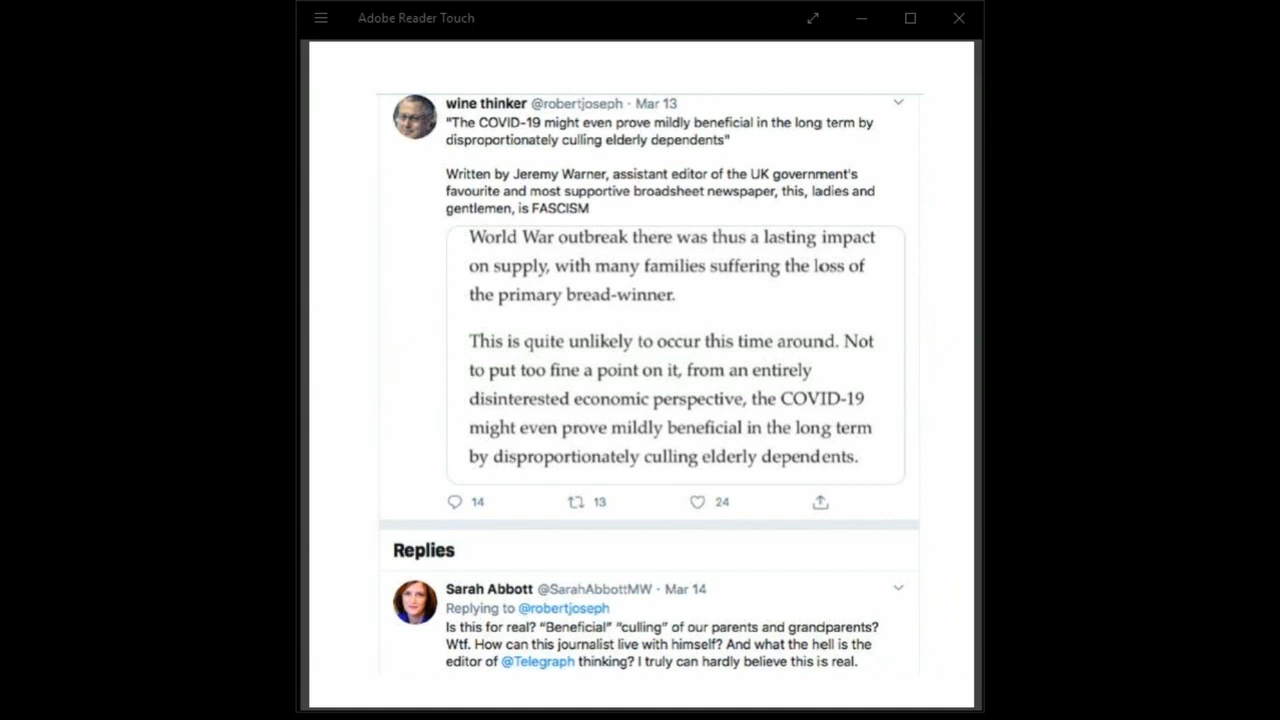 Adobe Reader Touch
wine thinker @robertjoseph · Mar 13
"The COVID-19 might even prove mildly beneficial in the long term by
disproportionately culling elderly dependents"
Written by Jeremy Warner, assistant editor of the UK government's
favourite and most supportive broadsheet newspaper, this, ladies and
gentlemen, is FASCISM
World War outbreak there was thus a lasting impact
on supply, with many families suffering the loss of
the primary bread-winner.
This is quite unlikely to occur this time around. Not
to put too fine a point on it, from an entirely
disinterested economic perspective, the COVID-19
might even prove mildly beneficial in the long term
by disproportionately culling elderly dependents.
14 13 24
Replies
Sarah Abbott @SarahAbbottMW · Mar 14
Replying to @robertjoseph
Is this for real? “Beneficial” “culling” of our parents and grandparents?
Wtf. How can this journalist live with himself? And what the hell is the
editor of @Telegraph thinking? I truly can hardly believe this is real.